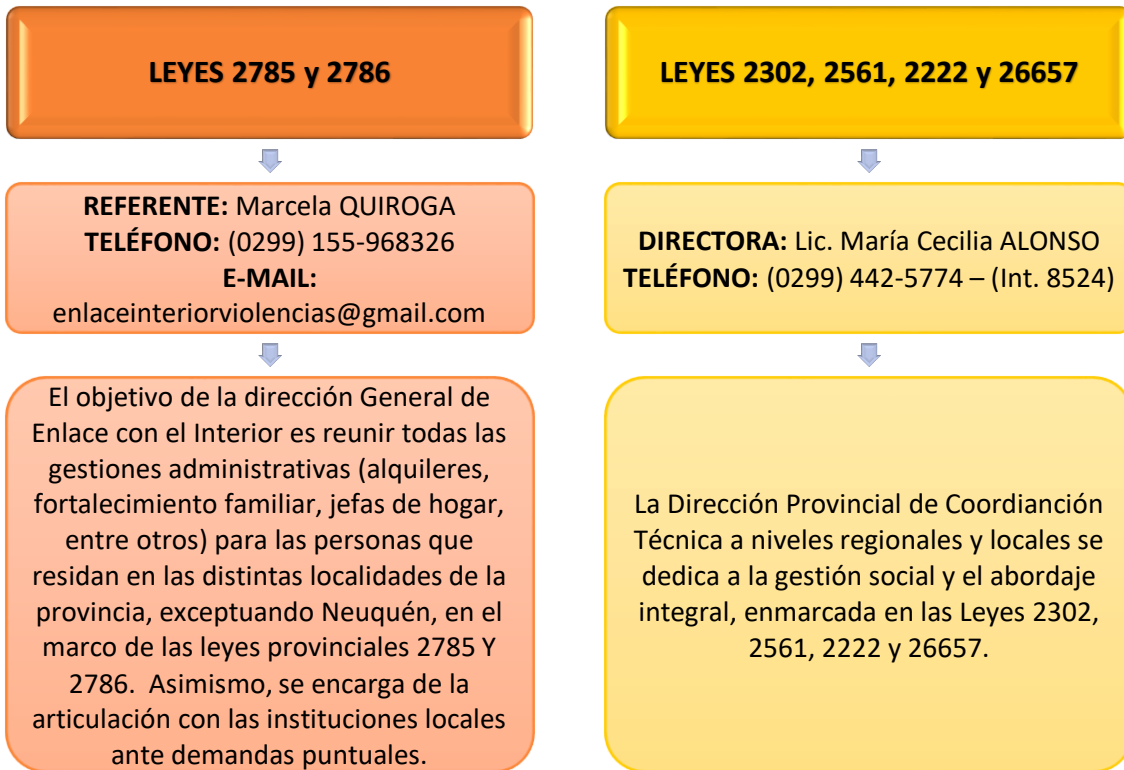 LEYES 2785 y 2786
REFERENTE: Marcela QUIROGA
TELÉFONO: (0299) 155-968326
E-MAIL:
enlaceinteriorviolencias@gmail.com
El objetivo de la dirección General de
Enlace con el Interior es reunir todas las
gestiones administrativas (alquileres,
fortalecimiento familiar, jefas de hogar,
entre otros) para las personas que
residan en las distintas localidades de la
provincia, exceptuando Neuquén, en el
marco de las leyes provinciales 2785 Y
2786. Asimismo, se encarga de la
articulación con las instituciones locales
ante demandas puntuales.
LEYES 2302, 2561, 2222 y 26657
DIRECTORA: Lic. María Cecilia ALONSO
TELÉFONO: (0299) 442-5774 – (Int. 8524)
La Dirección Provincial de Coordianción
Técnica a niveles regionales y locales se
dedica a la gestión social y el abordaje
integral, enmarcada en las Leyes 2302,
2561, 2222 y 26657.